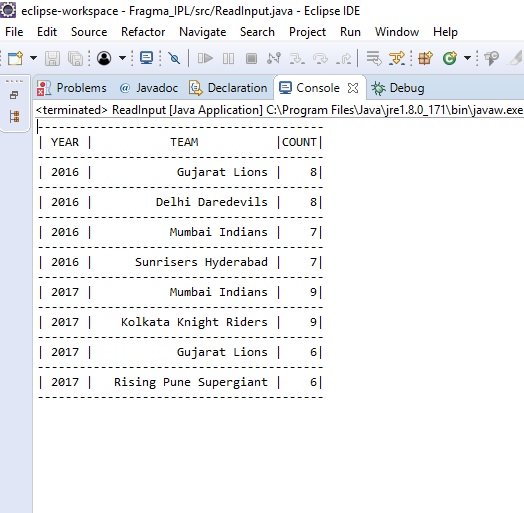 eclipse-workspace - Fragma_IPL/src/ReadInput.java - Eclipse IDE
File Edit Source Refactor Navigate Search Project Run Window Help
Problems @ Javadoc Declaration Console Debug
<terminated> ReadInput [Java Application] C:\Program Files\Java\jre1.8.0_171\bin\javaw.exe
---------------------------------------
| YEAR | TEAM |COUNT|
---------------------------------------
| 2016 | Gujarat Lions | 8|
---------------------------------------
| 2016 | Delhi Daredevils | 8|
---------------------------------------
| 2016 | Mumbai Indians | 7|
---------------------------------------
| 2016 | Sunrisers Hyderabad | 7|
---------------------------------------
| 2017 | Mumbai Indians | 9|
---------------------------------------
| 2017 | Kolkata Knight Riders | 9|
---------------------------------------
| 2017 | Gujarat Lions | 6|
---------------------------------------
| 2017 | Rising Pune Supergiant | 6|
---------------------------------------